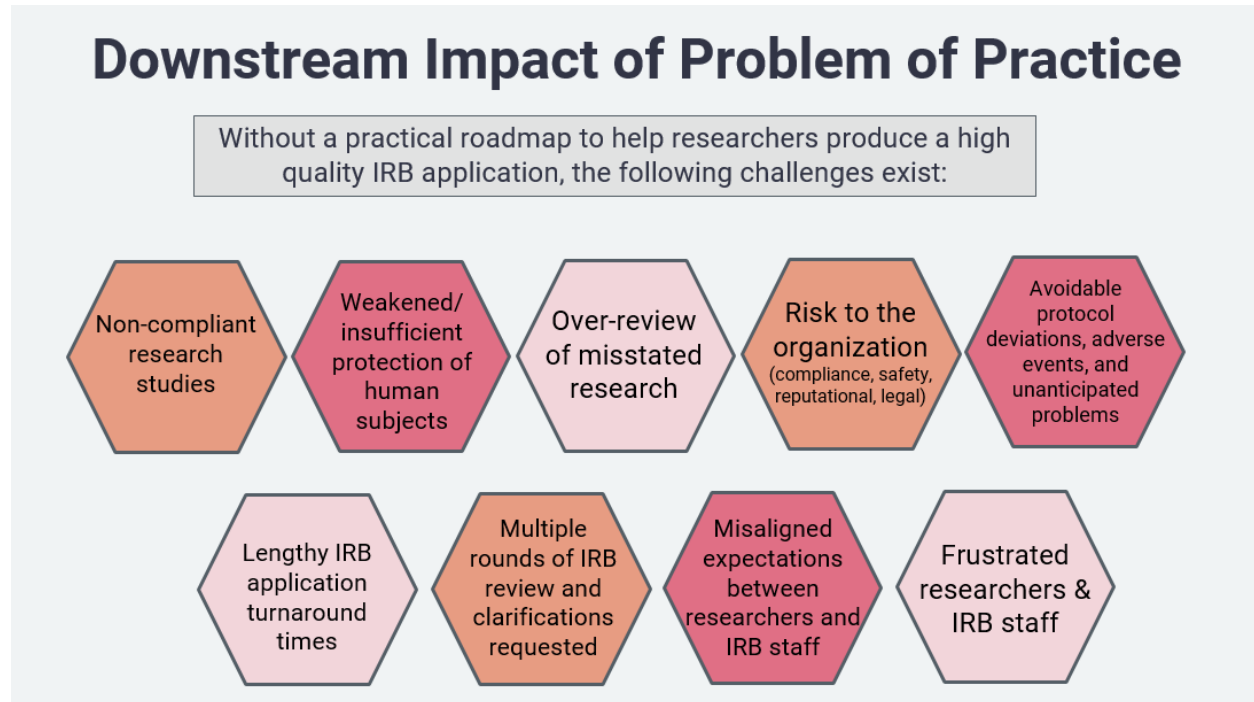 Downstream Impact of Problem of Practice
Without a practical roadmap to help researchers produce a high
quality IRB application, the following challenges exist:
Non-compliant
research
studies
Weakened/
insufficient
protection of
human
subjects
Over-review
of misstated
research
Risk to the
organization
(compliance, safety,
reputational, legal)
Avoidable
protocol
deviations, adverse
events, and
unanticipated
problems
Lengthy IRB
application
turnaround
times
Multiple
rounds of IRB
review and
clarifications
requested
Misaligned
expectations
between
researchers and
IRB staff
Frustrated
researchers &
IRB staff